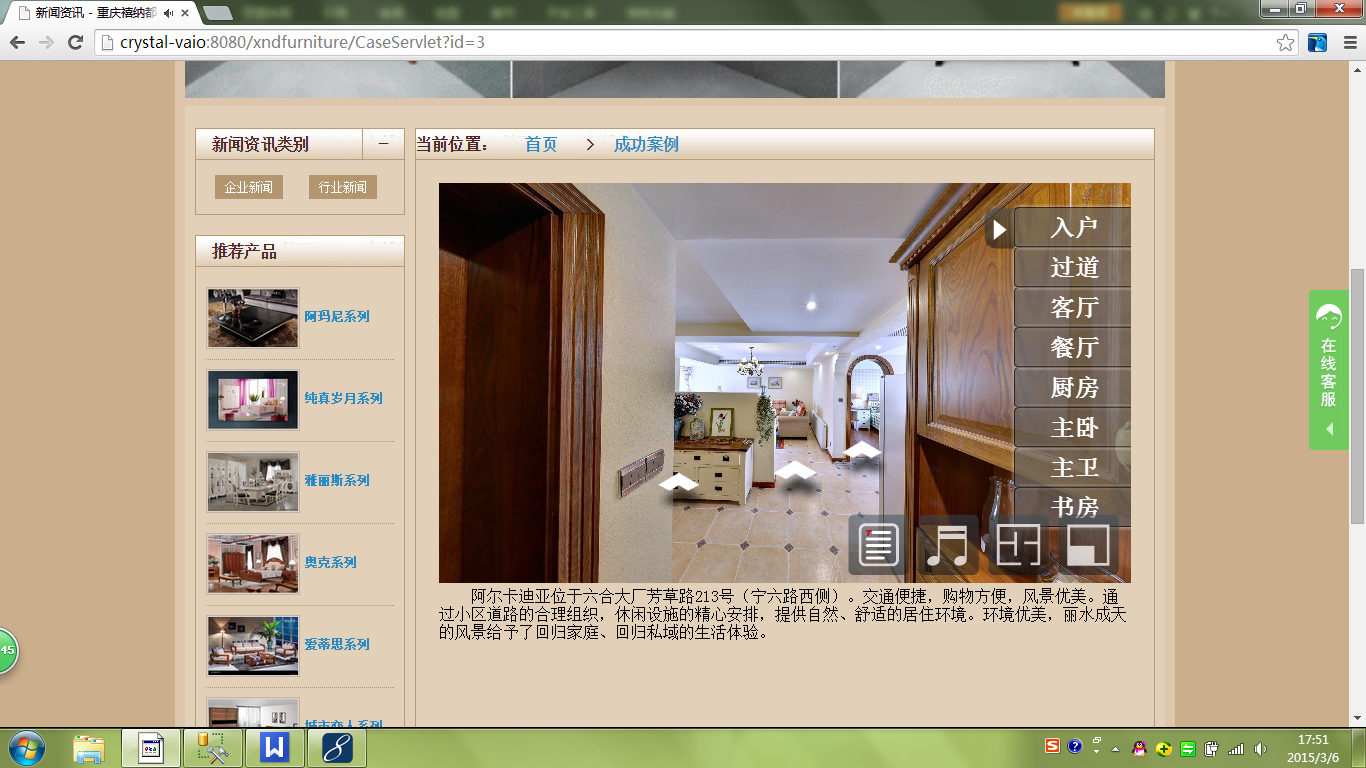 新闻资讯 - 重庆禧纳都
crystal-vaio:8080/xndfurniture/CaseServlet?id=3
新闻资讯类别
企业新闻 行业新闻
推荐产品
阿玛尼系列
纯真岁月系列
雅丽斯系列
奥克系列
爱蒂思系列
城市恋人系列
当前位置： 首页 > 成功案例
入户
过道
客厅
餐厅
厨房
主卧
主卫
书房
阿尔卡迪亚位于六合大厂芳草路213号（宁六路西侧）。交通便捷，购物方便，风景优美。通
过小区道路的合理组织，休闲设施的精心安排，提供自然、舒适的居住环境。环境优美，丽水成天
的风景给予了回归家庭、回归私域的生活体验。
在线客服
45
17:51
2015/3/6